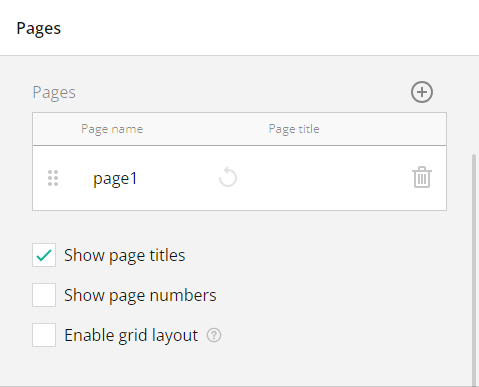 Pages
Pages
Page name Page title
page1
Show page titles
Show page numbers
Enable grid layout ?